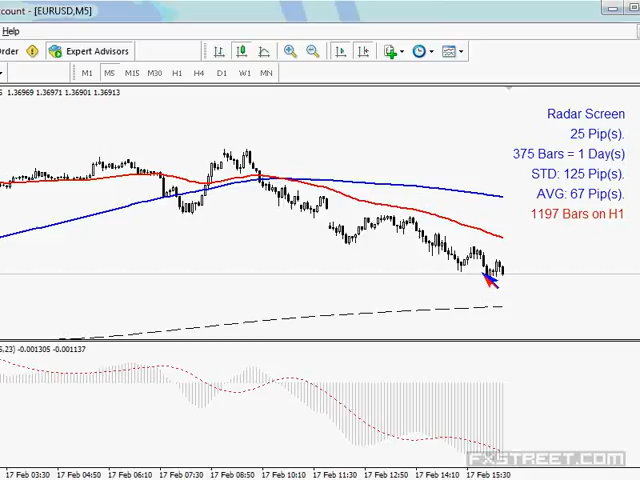 ccount - [EURUSD,M5]
Help
Order Expert Advisors
M1 M5 M15 M30 H1 H4 D1 W1 MN
1.36969 1.36971 1.36901 1.36913
Radar Screen
25 Pip(s).
375 Bars = 1 Day(s)
STD: 125 Pip(s).
AVG: 67 Pip(s).
1197 Bars on H1
5,23) -0.001305 -0.001137
FXSTREET.COM
17 Feb 03:30 17 Feb 04:50 17 Feb 06:10 17 Feb 07:30 17 Feb 08:50 17 Feb 10:10 17 Feb 11:30 17 Feb 12:50 17 Feb 14:10 17 Feb 15:30